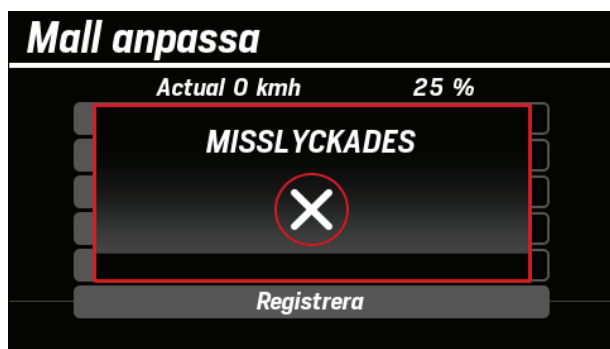 Mall anpassa
Actual 0 kmh 25 %
MISSLYCKADES
Registrera